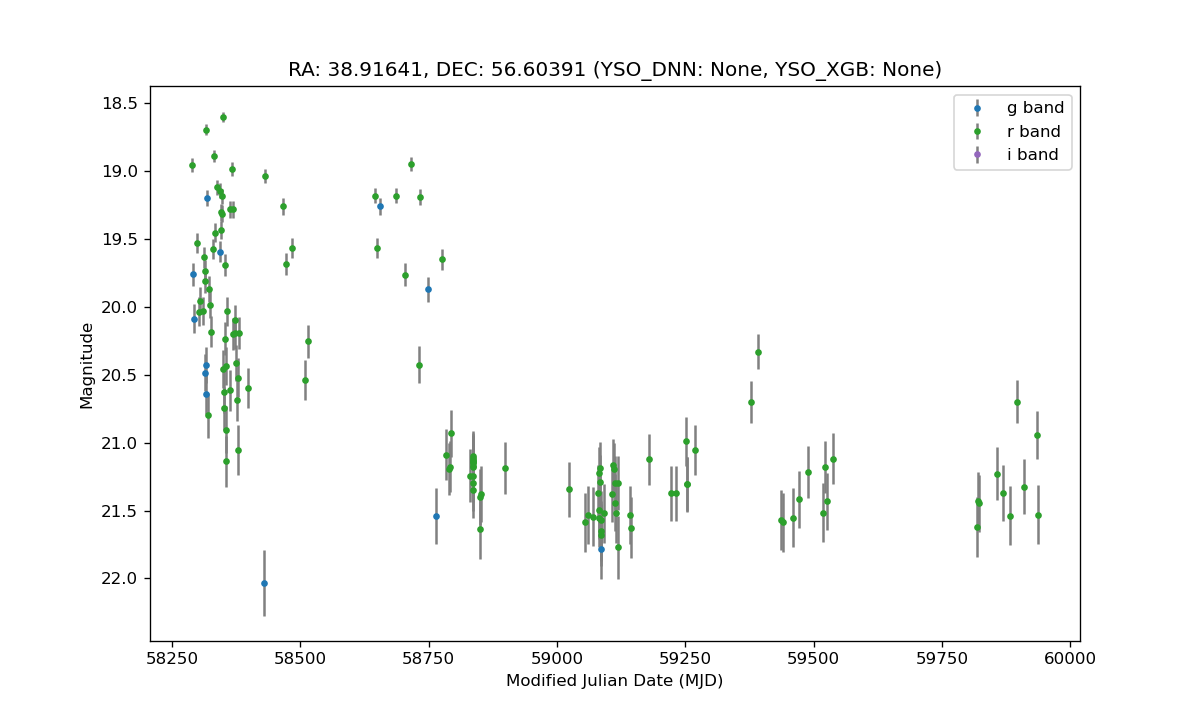 RA: 38.91641, DEC: 56.60391 (YSO_DNN: None, YSO_XGB: None)
g band
r band
i band
18.5
19.0
19.5
20.0
20.5
21.0
21.5
22.0
Magnitude
58250 58500 58750 59000 59250 59500 59750 60000
Modified Julian Date (MJD)